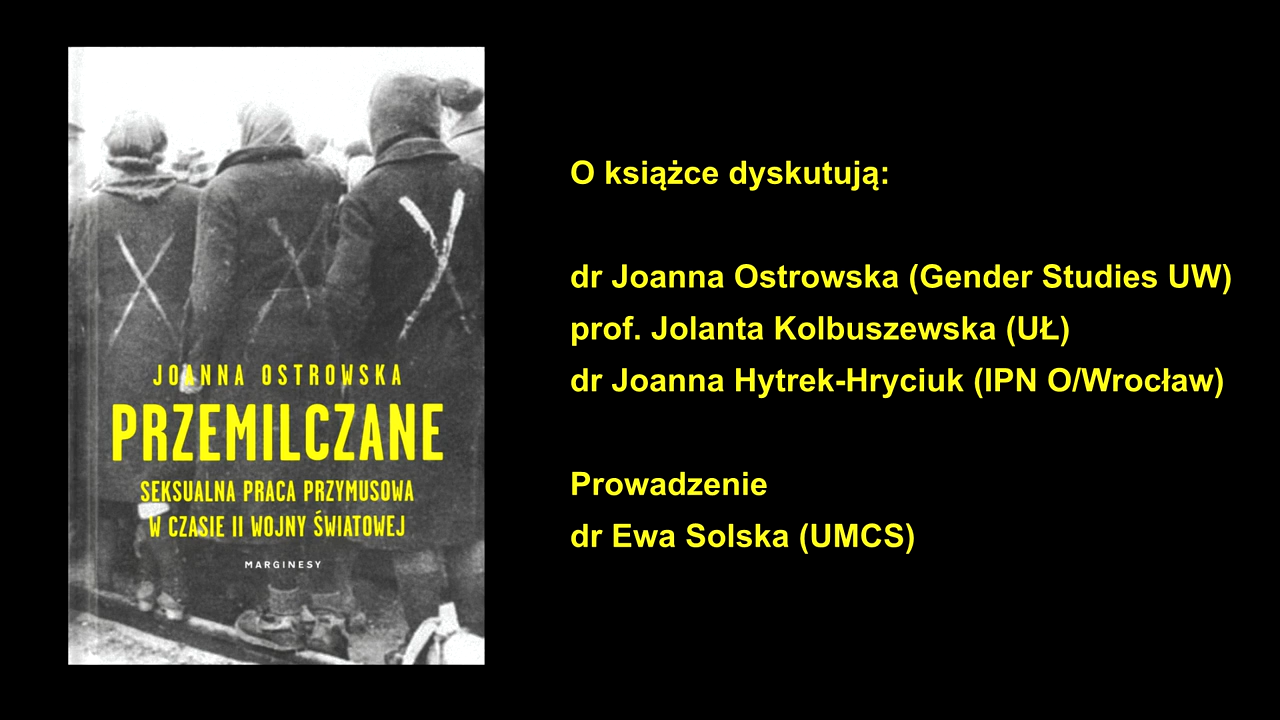 JOANNA OSTROWSKA
PRZEMILCZANE
SEKSUALNA PRACA PRZYMUSOWA
W CZASIE II WOJNY ŚWIATOWEJ
MARGINESY
O książce dyskutują:
dr Joanna Ostrowska (Gender Studies UW)
prof. Jolanta Kolbuszewska (UŁ)
dr Joanna Hytrek-Hryciuk (IPN O/Wrocław)
Prowadzenie
dr Ewa Solska (UMCS)